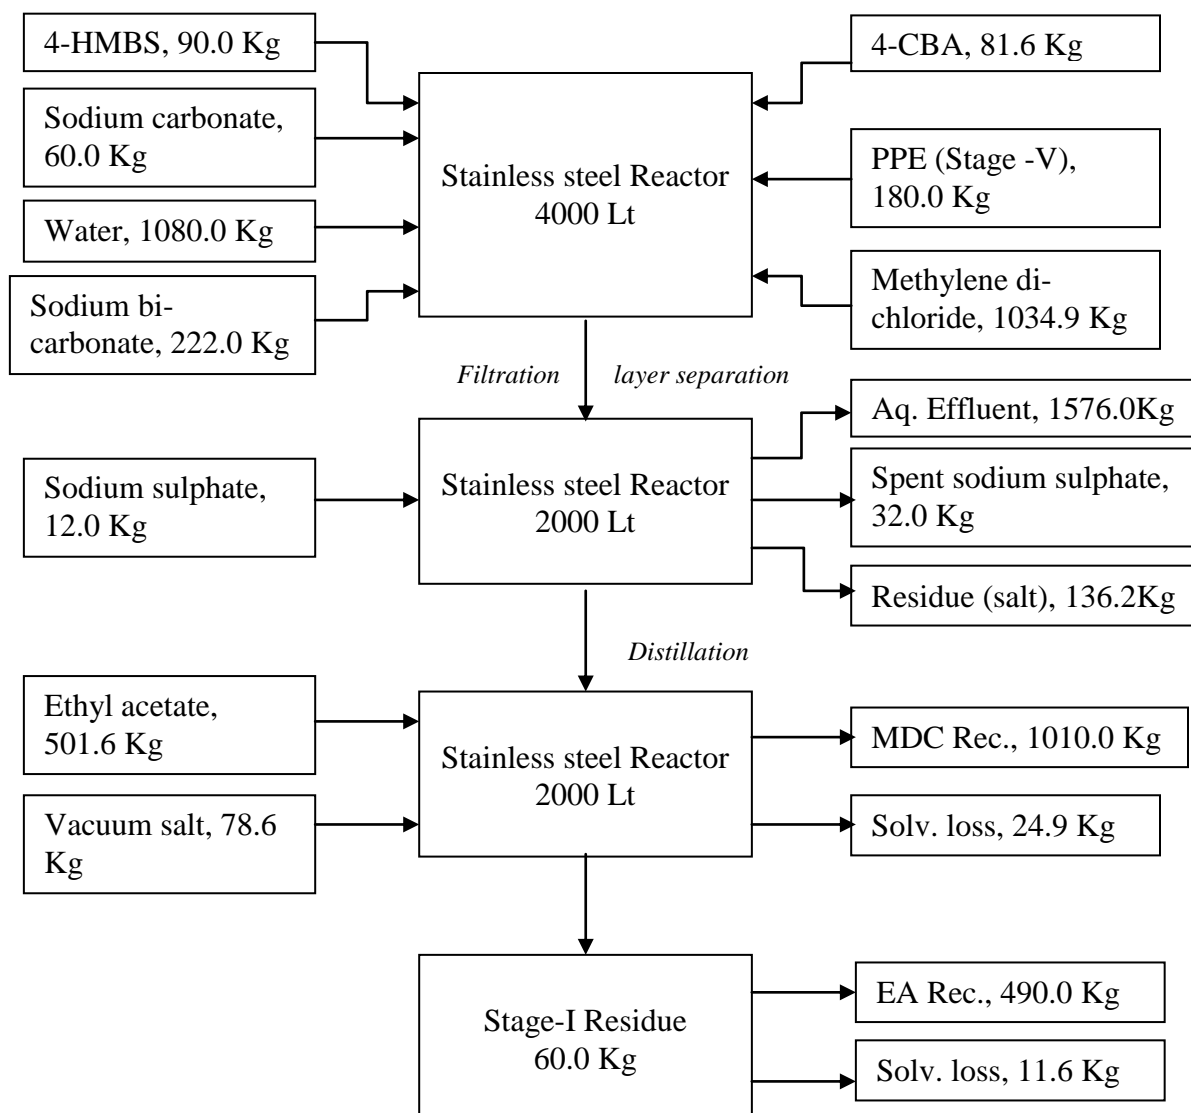 4-HMBS, 90.0 Kg
4-CBA, 81.6 Kg
Sodium carbonate,
60.0 Kg
Stainless steel Reactor
4000 Lt
PPE (Stage -V),
180.0 Kg
Water, 1080.0 Kg
Sodium bi-
carbonate, 222.0 Kg
Methylene di-
chloride, 1034.9 Kg
Filtration layer separation
Aq. Effluent, 1576.0Kg
Sodium sulphate,
12.0 Kg
Stainless steel Reactor
2000 Lt
Spent sodium sulphate,
32.0 Kg
Residue (salt), 136.2Kg
Distillation
Ethyl acetate,
501.6 Kg
Stainless steel Reactor
2000 Lt
MDC Rec., 1010.0 Kg
Vacuum salt, 78.6
Kg
Solv. loss, 24.9 Kg
Stage-I Residue
60.0 Kg
EA Rec., 490.0 Kg
Solv. loss, 11.6 Kg